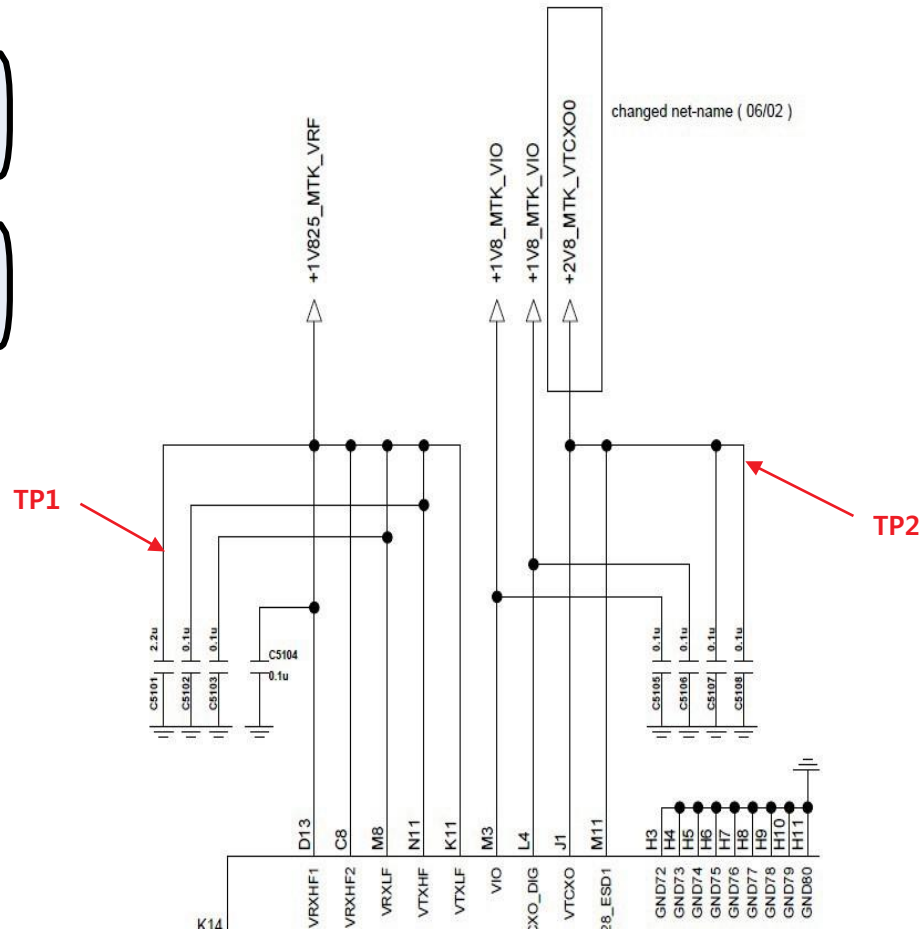 changed net-name ( 06/02 )
+1V825_MTK_VRF
+1V8_MTK_VIO
+1V8_MTK_VIO
+2V8_MTK_VTCXO0
TP1
TP2
2.2u
0.1u
0.1u
C5104
0.1u
C5101
C5102
C5103
0.1u
0.1u
0.1u
0.1u
C5105
C5106
C5107
C5108
D13
C8
M8
N11
K11
M3
L4
J1
M11
H3
H4
H5
H6
H7
H8
H9
H10
H11
K14
VRXHF1
VRXHF2
VRXLF
VTXHF
VTXLF
VIO
CXO_DIG
VTCXO
28_ESD1
GND72
GND73
GND74
GND75
GND76
GND77
GND78
GND79
GND80